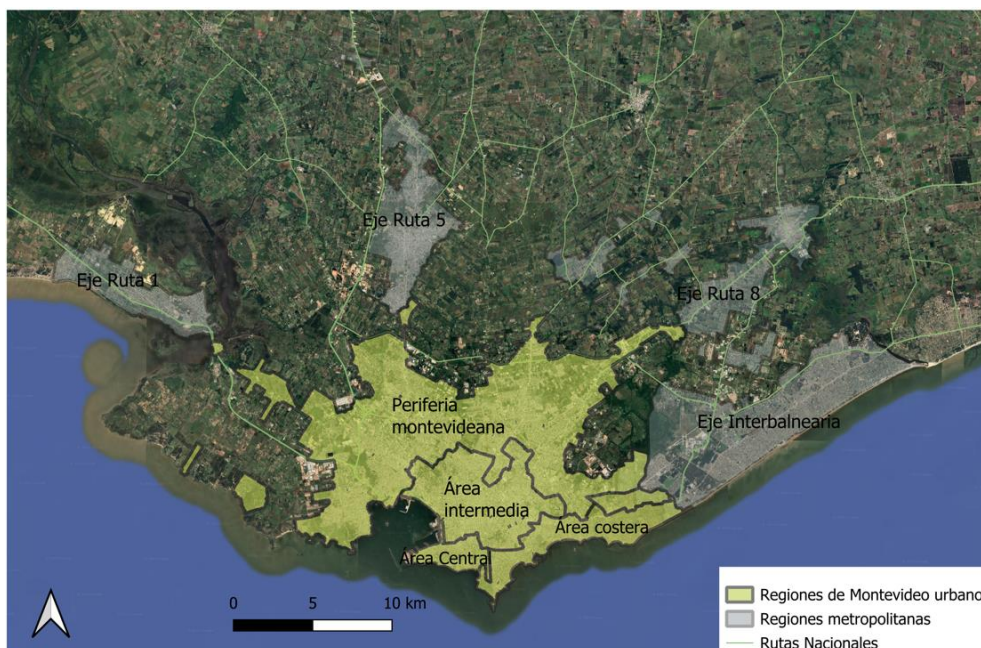 Eje Ruta 5
Eje Ruta 1
Eje Ruta 8
Eje Interbalnearia
Periferia
montevideana
Área
intermedia
Área costera
Área Central
0 5 10 km
Regiones de Montevideo urbano
Regiones metropolitanas
Rutas Nacionales